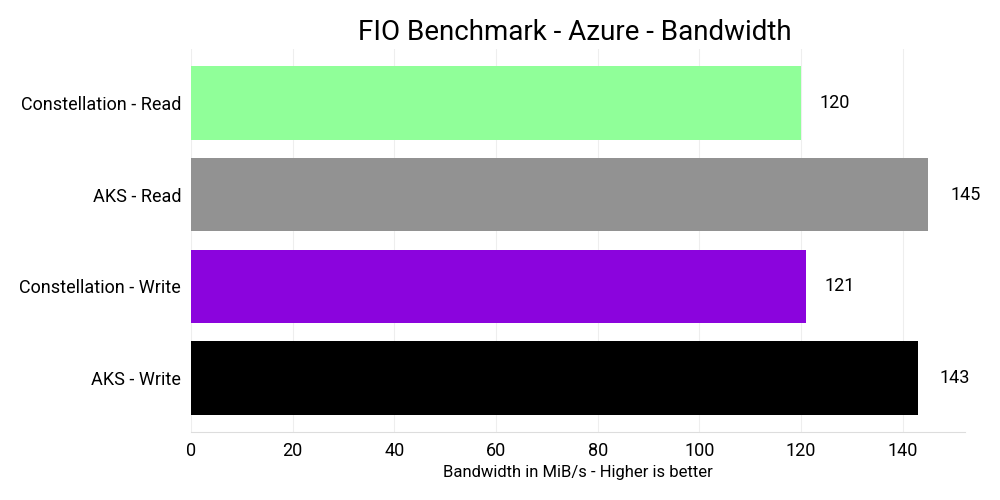 FIO Benchmark - Azure - Bandwidth
Constellation - Read
120
AKS - Read
145
Constellation - Write
121
AKS - Write
143
0 20 40 60 80 100 120 140
Bandwidth in MiB/s - Higher is better